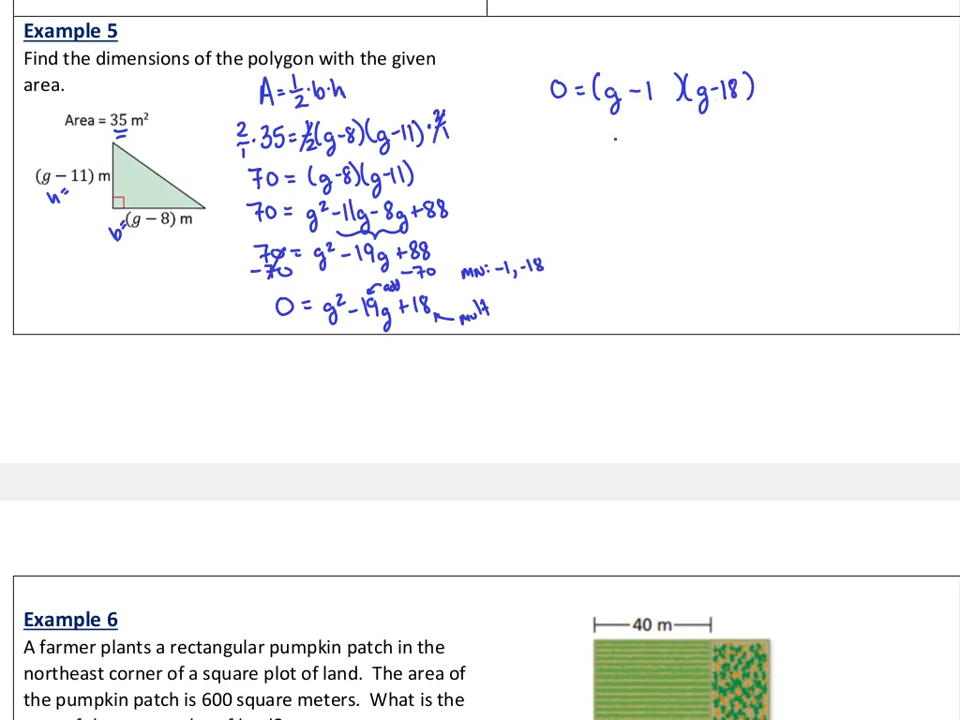 Example 5
Find the dimensions of the polygon with the given
area.
Area = 35 m²
(g − 11) m
h=
b=
(g − 8) m
A = 1/2 · b · h
2/1 · 35 = 1/2 (g-8)(g-11) · 2/1
70 = (g-8)(g-11)
70 = g² - 11g - 8g + 88
70 = g² - 19g + 88
-70 -70
MN: -1, -18
add
0 = g² - 19g + 18
mult
0 = (g - 1 )(g-18)
Example 6
A farmer plants a rectangular pumpkin patch in the
northeast corner of a square plot of land. The area of
the pumpkin patch is 600 square meters. What is the
40 m